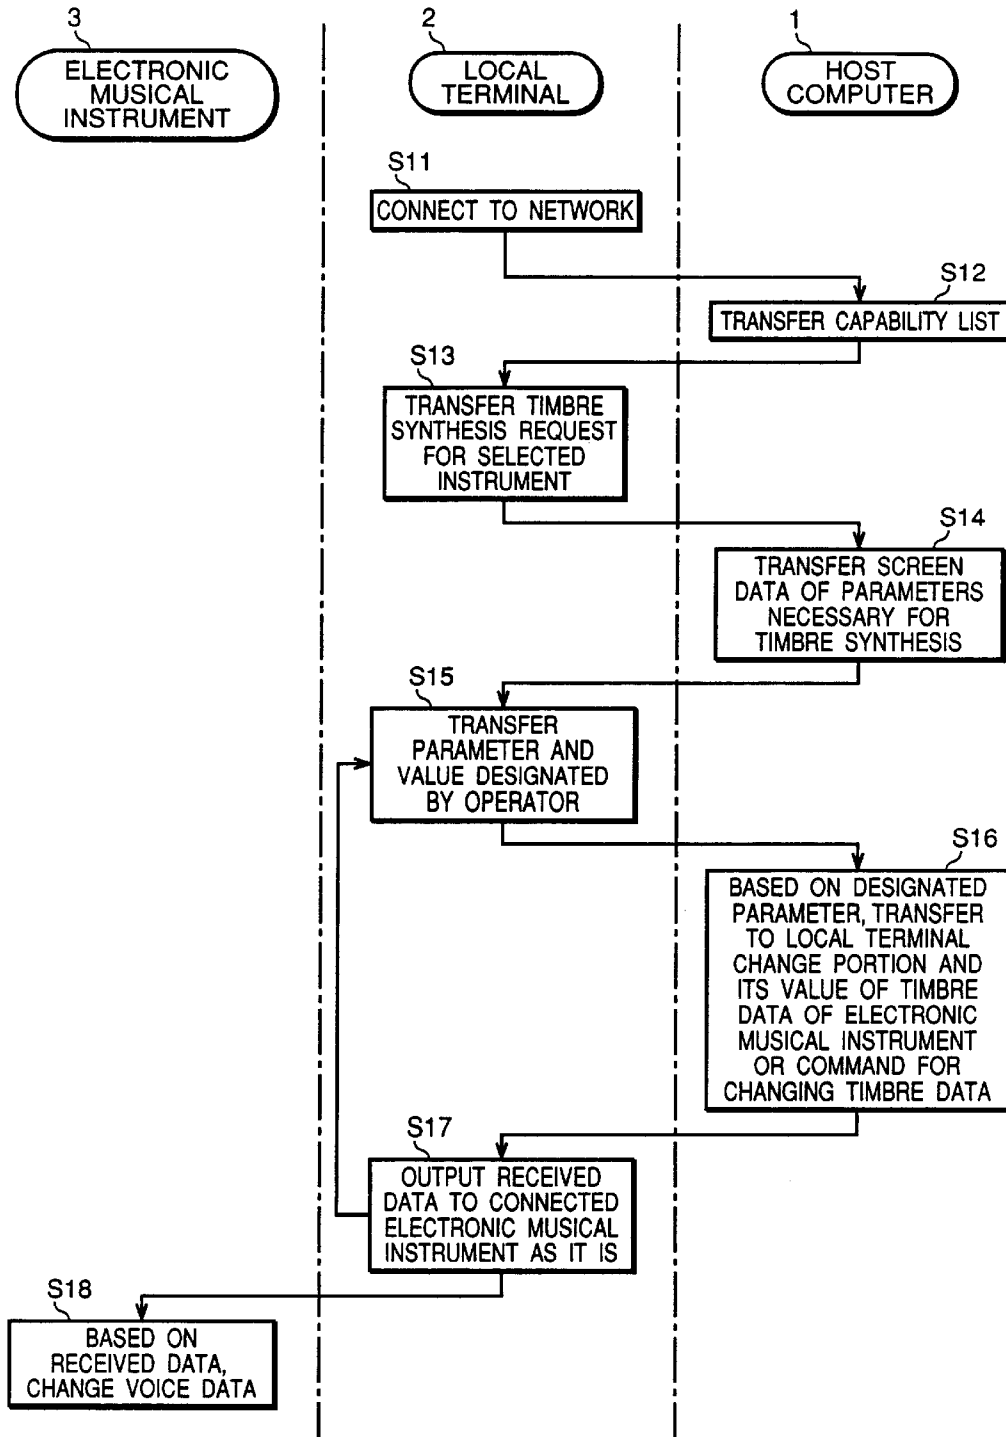 3
ELECTRONIC
MUSICAL
INSTRUMENT
2
LOCAL
TERMINAL
1
HOST
COMPUTER
S11
CONNECT TO NETWORK
S12
TRANSFER CAPABILITY LIST
S13
TRANSFER TIMBRE
SYNTHESIS REQUEST
FOR SELECTED
INSTRUMENT
S14
TRANSFER SCREEN
DATA OF PARAMETERS
NECESSARY FOR
TIMBRE SYNTHESIS
S15
TRANSFER
PARAMETER AND
VALUE DESIGNATED
BY OPERATOR
S16
BASED ON DESIGNATED
PARAMETER, TRANSFER
TO LOCAL TERMINAL
CHANGE PORTION AND
ITS VALUE OF TIMBRE
DATA OF ELECTRONIC
MUSICAL INSTRUMENT
OR COMMAND FOR
CHANGING TIMBRE DATA
S17
OUTPUT RECEIVED
DATA TO CONNECTED
ELECTRONIC MUSICAL
INSTRUMENT AS IT IS
S18
BASED ON
RECEIVED DATA,
CHANGE VOICE DATA